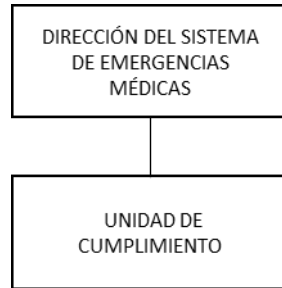 DIRECCIÓN DEL SISTEMA
DE EMERGENCIAS
MÉDICAS
UNIDAD DE
CUMPLIMIENTO